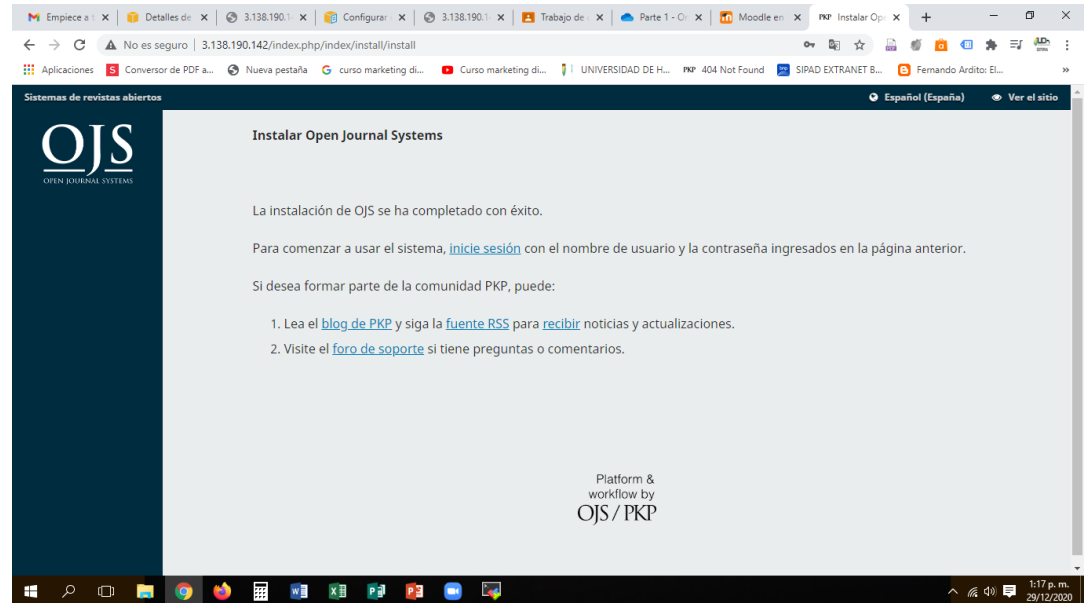 Empiece a t
Detalles de
3.138.190.1
Configurar
3.138.190.1
Trabajo de
Parte 1 - Or
Moodle en
PKP Instalar Op
No es seguro | 3.138.190.142/index.php/index/install/install
Aplicaciones
S Conversor de PDF a...
Nueva pestaña
G curso marketing di...
Curso marketing di...
UNIVERSIDAD DE H...
PKP 404 Not Found
SIPAD EXTRANET B...
Fernando Ardito: El...
»
Sistemas de revistas abiertos
Español (España)
Ver el sitio
OJS
OPEN JOURNAL SYSTEMS
Instalar Open Journal Systems
La instalación de OJS se ha completado con éxito.
Para comenzar a usar el sistema, inicie sesión con el nombre de usuario y la contraseña ingresados en la página anterior.
Si desea formar parte de la comunidad PKP, puede:
1. Lea el blog de PKP y siga la fuente RSS para recibir noticias y actualizaciones.
2. Visite el foro de soporte si tiene preguntas o comentarios.
Platform &
workflow by
OJS / PKP
1:17 p. m.
29/12/2020